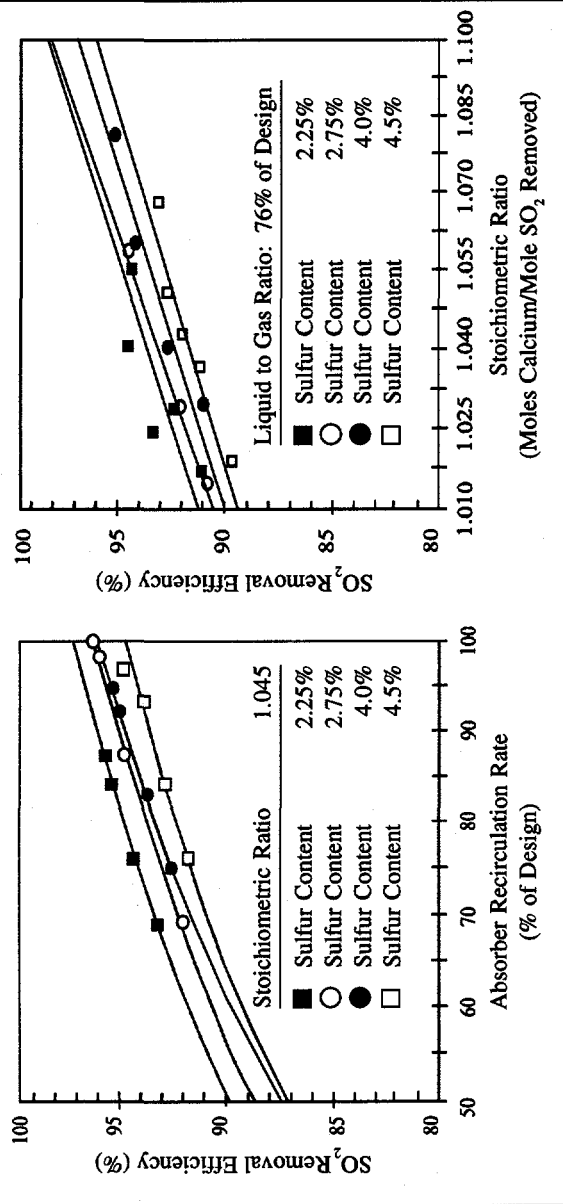 100
95
90
85
80
SO2 Removal Efficiency (%)
Stoichiometric Ratio 1.045
Sulfur Content 2.25%
Sulfur Content 2.75%
Sulfur Content 4.0%
Sulfur Content 4.5%
50 60 70 80 90 100
Absorber Recirculation Rate
(% of Design)
100
95
90
85
80
SO2 Removal Efficiency (%)
Liquid to Gas Ratio: 76% of Design
Sulfur Content 2.25%
Sulfur Content 2.75%
Sulfur Content 4.0%
Sulfur Content 4.5%
1.010 1.025 1.040 1.055 1.070 1.085 1.100
Stoichiometric Ratio
(Moles Calcium/Mole SO2 Removed)